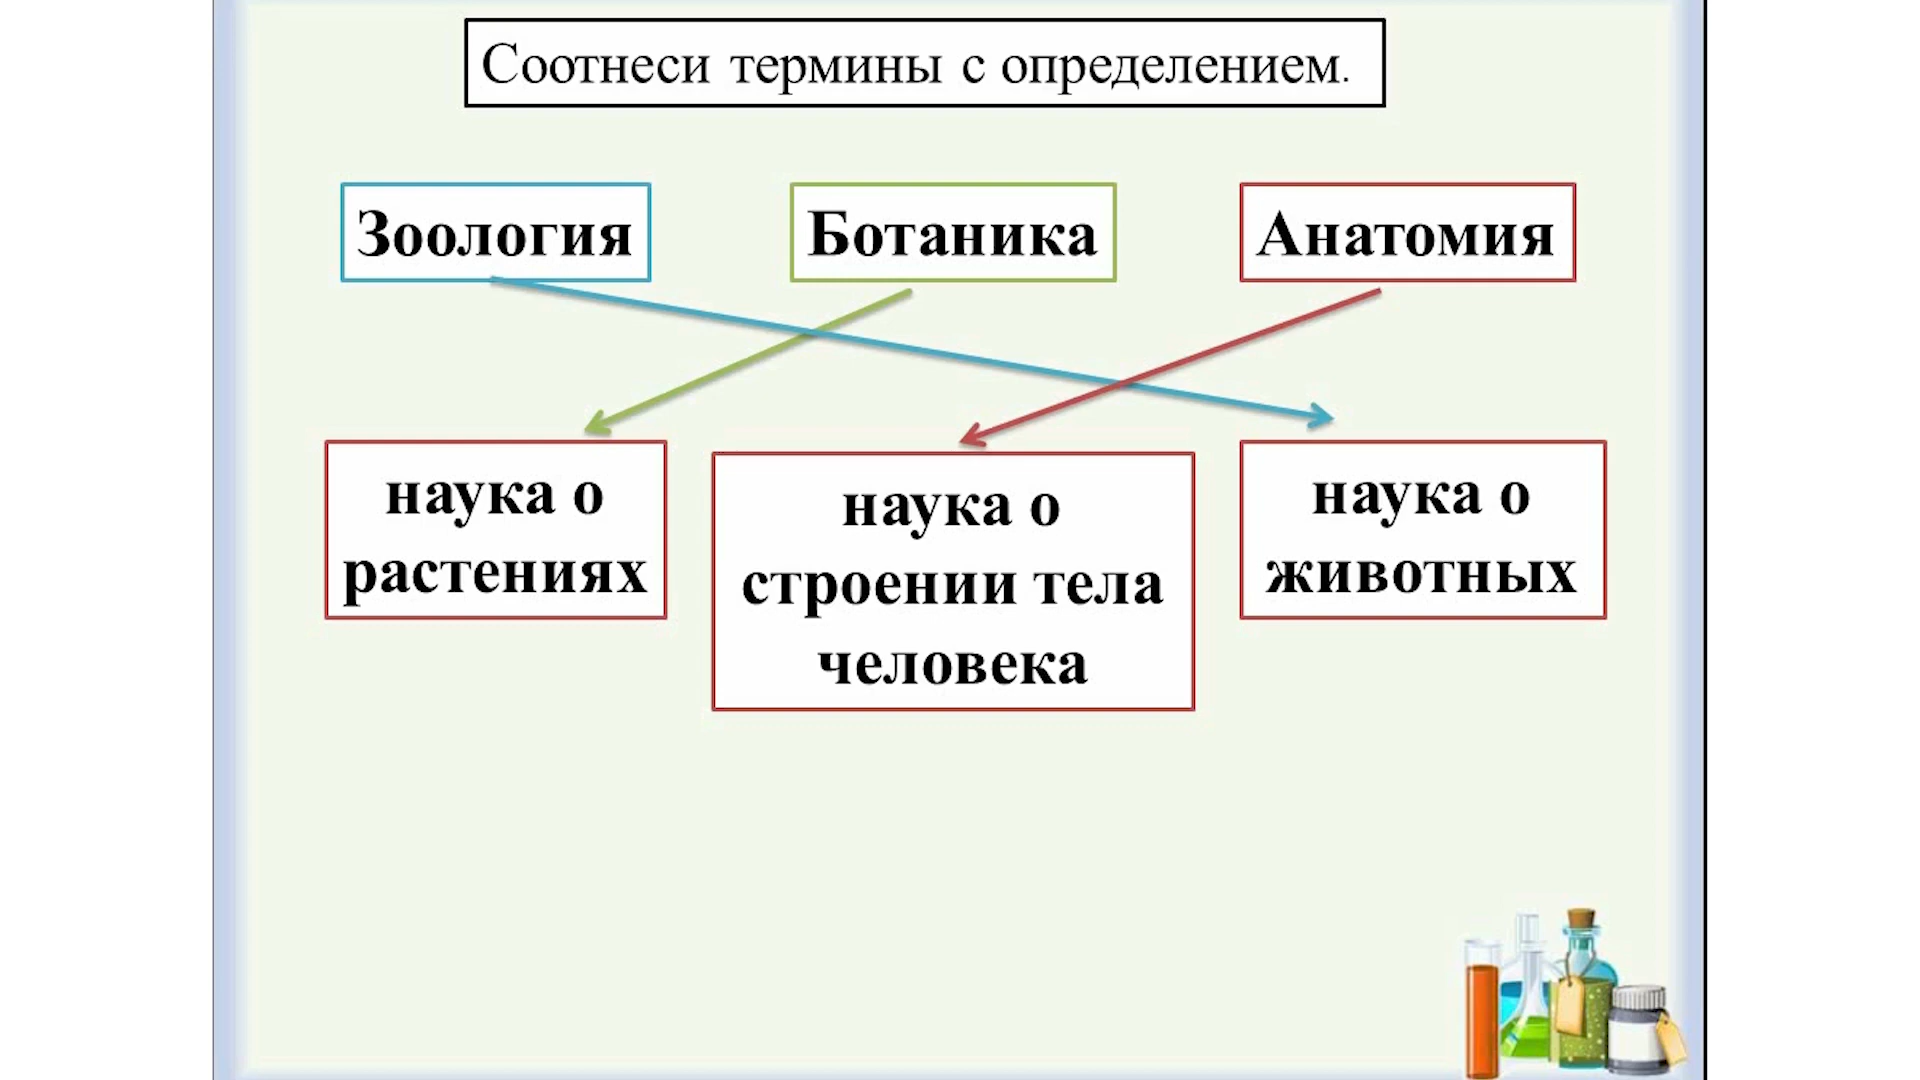 Соотнеси термины с определением.
Зоология
Ботаника
Анатомия
наука о
растениях
наука о
строении тела
человека
наука о
животных